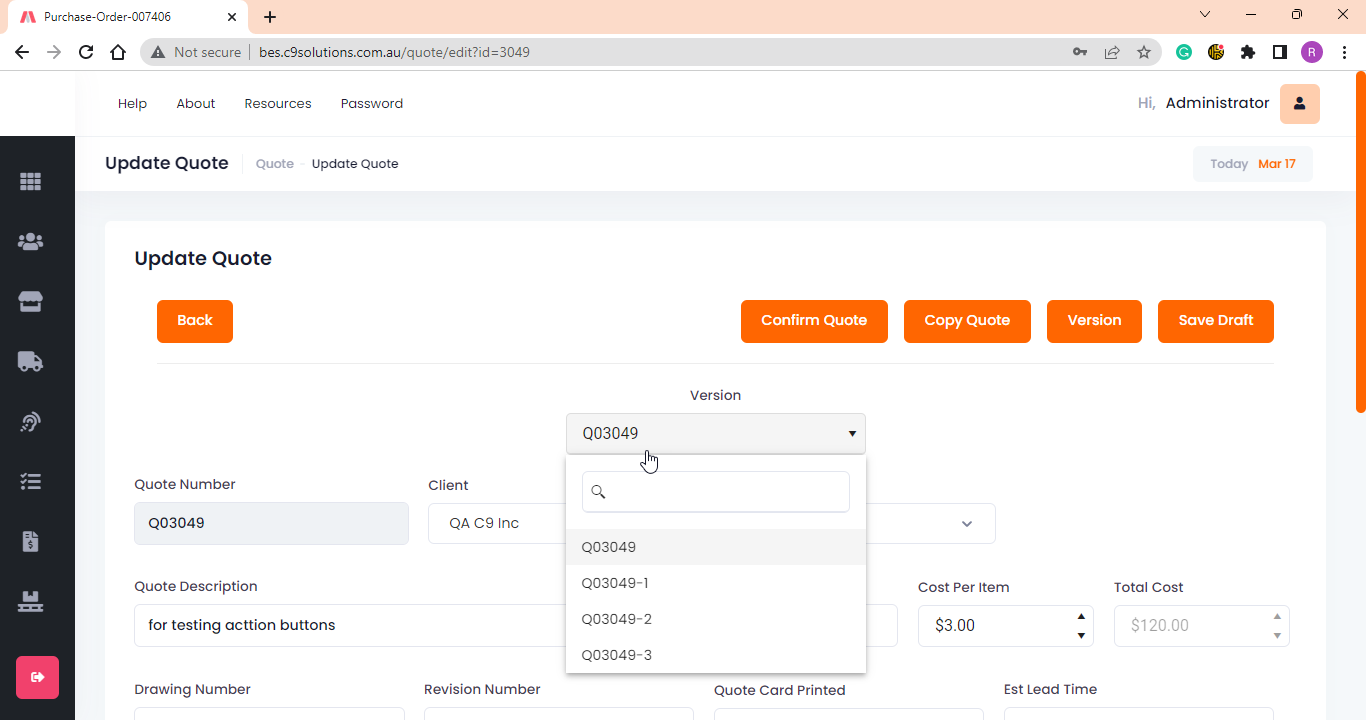 Purchase-Order-007406
Not secure bes.c9solutions.com.au/quote/edit?id=3049
R
Help About Resources Password
Hi, Administrator
Update Quote Quote - Update Quote
Today Mar 17
Update Quote
Back Confirm Quote Copy Quote Version Save Draft
Version
Q03049
Quote Number Client
Q03049 QA C9 Inc
Q03049
Q03049-1
Q03049-2
Q03049-3
Quote Description Cost Per Item Total Cost
for testing acttion buttons $3.00 $120.00
Drawing Number Revision Number Quote Card Printed Est Lead Time